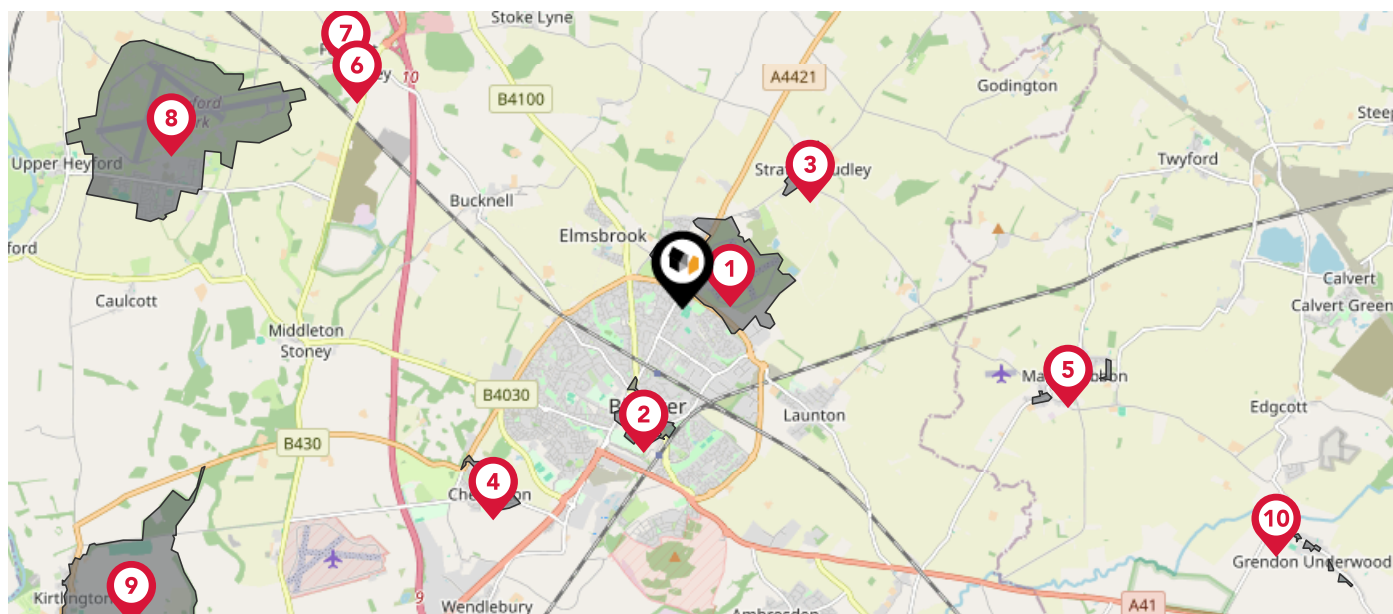 Stoke Lyne
7
6
10
A4421
Godington
B4100
8
Steep
3
Upper Heyford
Twyford
Bucknell
Elmsbrook
ford
1
Calvert
Caulcott
Calvert Green
Middleton
Stoney
5
B4030
2
Launton
Edgcott
B430
4
10
Grendon Underwood
9
Kirtlington
9
Wendlebury
A41
Ambrosden